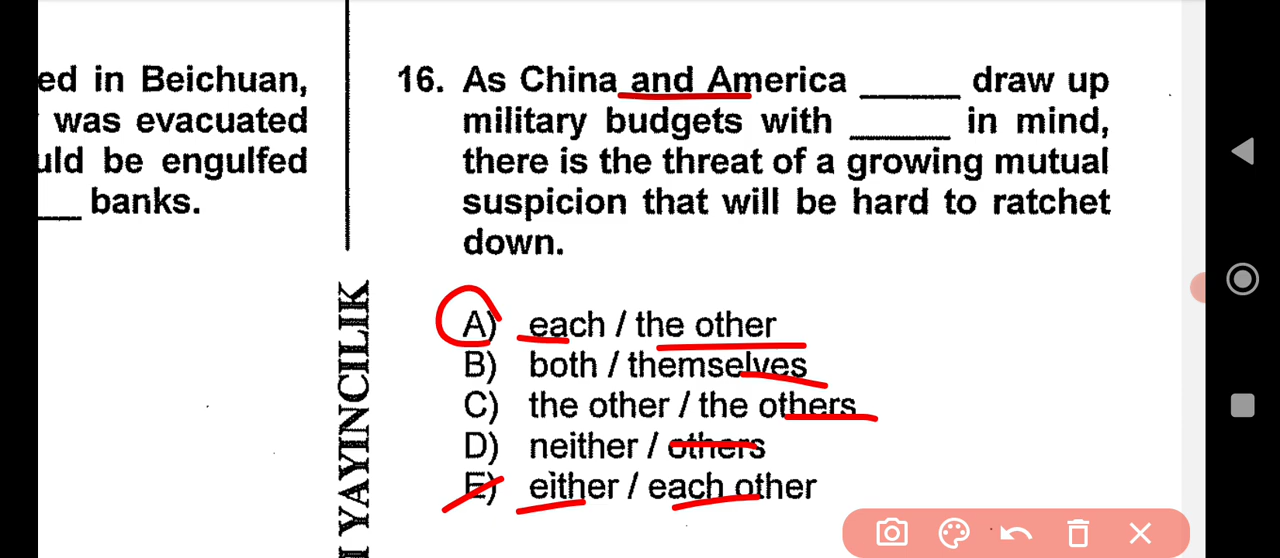 ed in Beichuan,
was evacuated
uld be engulfed
____ banks.
YAYINCILIK
16. As China and America _____ draw up
military budgets with _____ in mind,
there is the threat of a growing mutual
suspicion that will be hard to ratchet
down.
A) each / the other
B) both / themselves
C) the other / the others
D) neither / others
E) either / each other